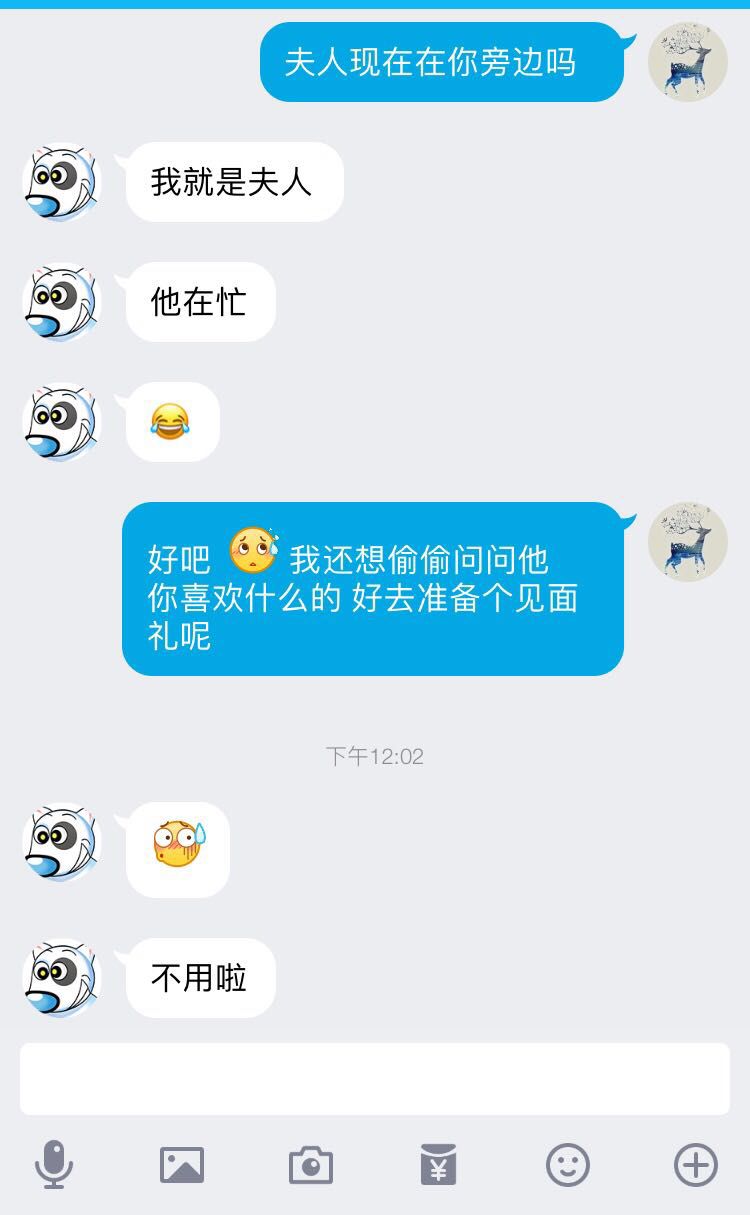 夫人现在在你旁边吗
我就是夫人
他在忙
好吧 我还想偷偷问问他
你喜欢什么的 好去准备个见面
礼呢
下午12:02
不用啦
¥